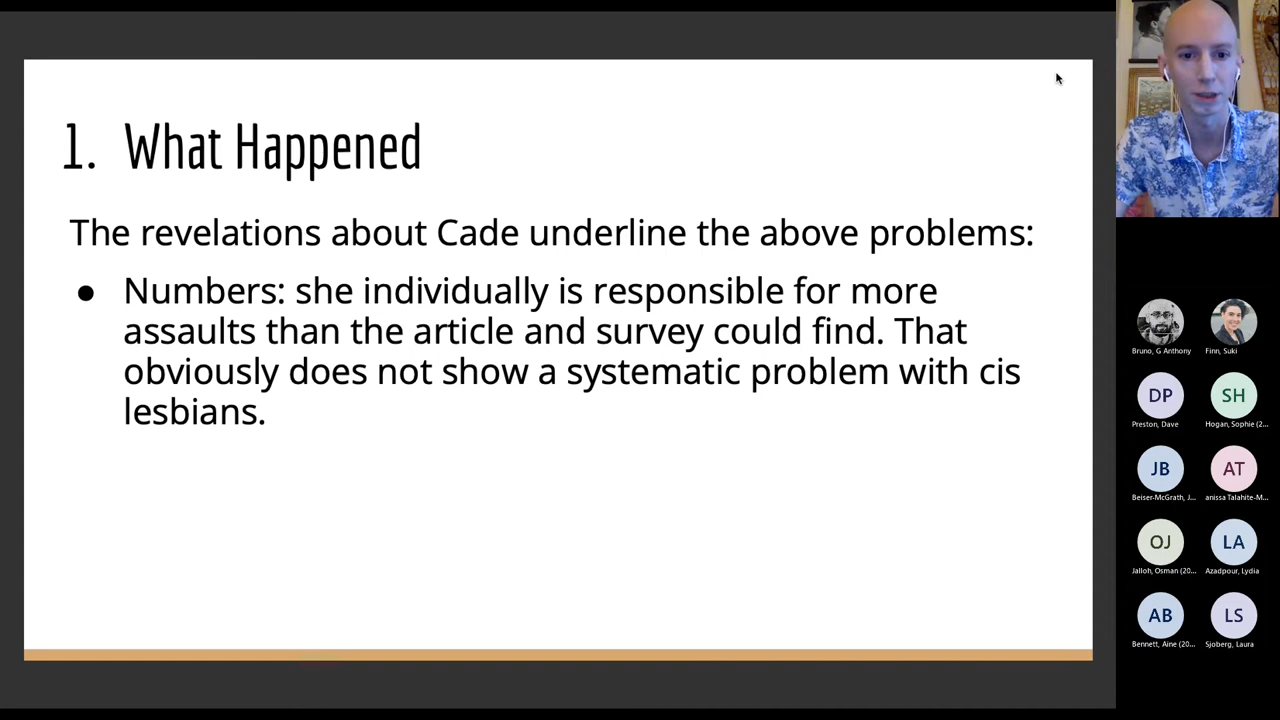 1. What Happened
The revelations about Cade underline the above problems:
● Numbers: she individually is responsible for more
assaults than the article and survey could find. That
obviously does not show a systematic problem with cis
lesbians.
Bruno, G Anthony
Finn, Suki
DP
SH
Preston, Dave
Hogan, Sophie (2...
JB
AT
Beiser-McGrath, J...
anissa Talahite-M...
OJ
LA
Jalloh, Osman (20...
Azadpour, Lydia
AB
LS
Bennett, Aine (20...
Sjoberg, Laura